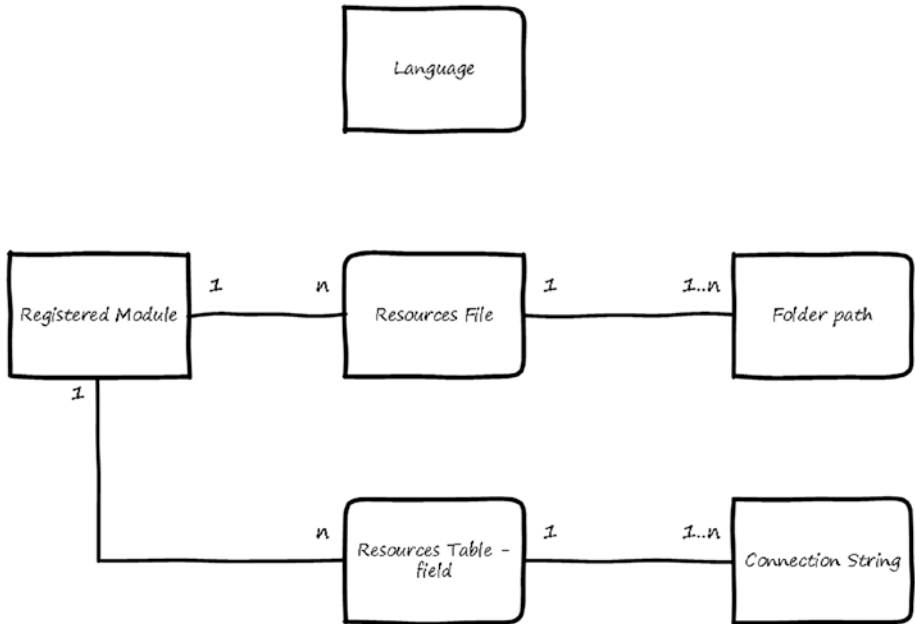 Language
Registered Module
1
n
Resources File
1
1..n
Folder path
1
n
Resources Table -
field
1
1..n
Connection String